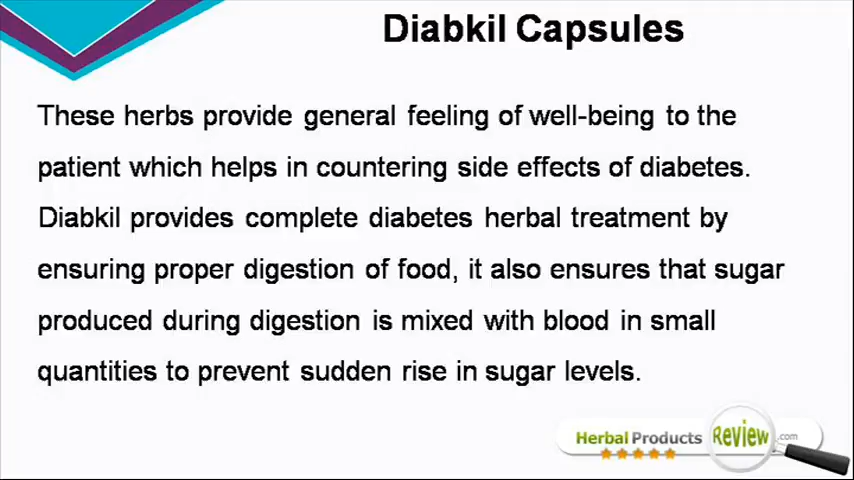 Diabkil Capsules
These herbs provide general feeling of well-being to the
patient which helps in countering side effects of diabetes.
Diabkil provides complete diabetes herbal treatment by
ensuring proper digestion of food, it also ensures that sugar
produced during digestion is mixed with blood in small
quantities to prevent sudden rise in sugar levels.
Herbal Products Review.com